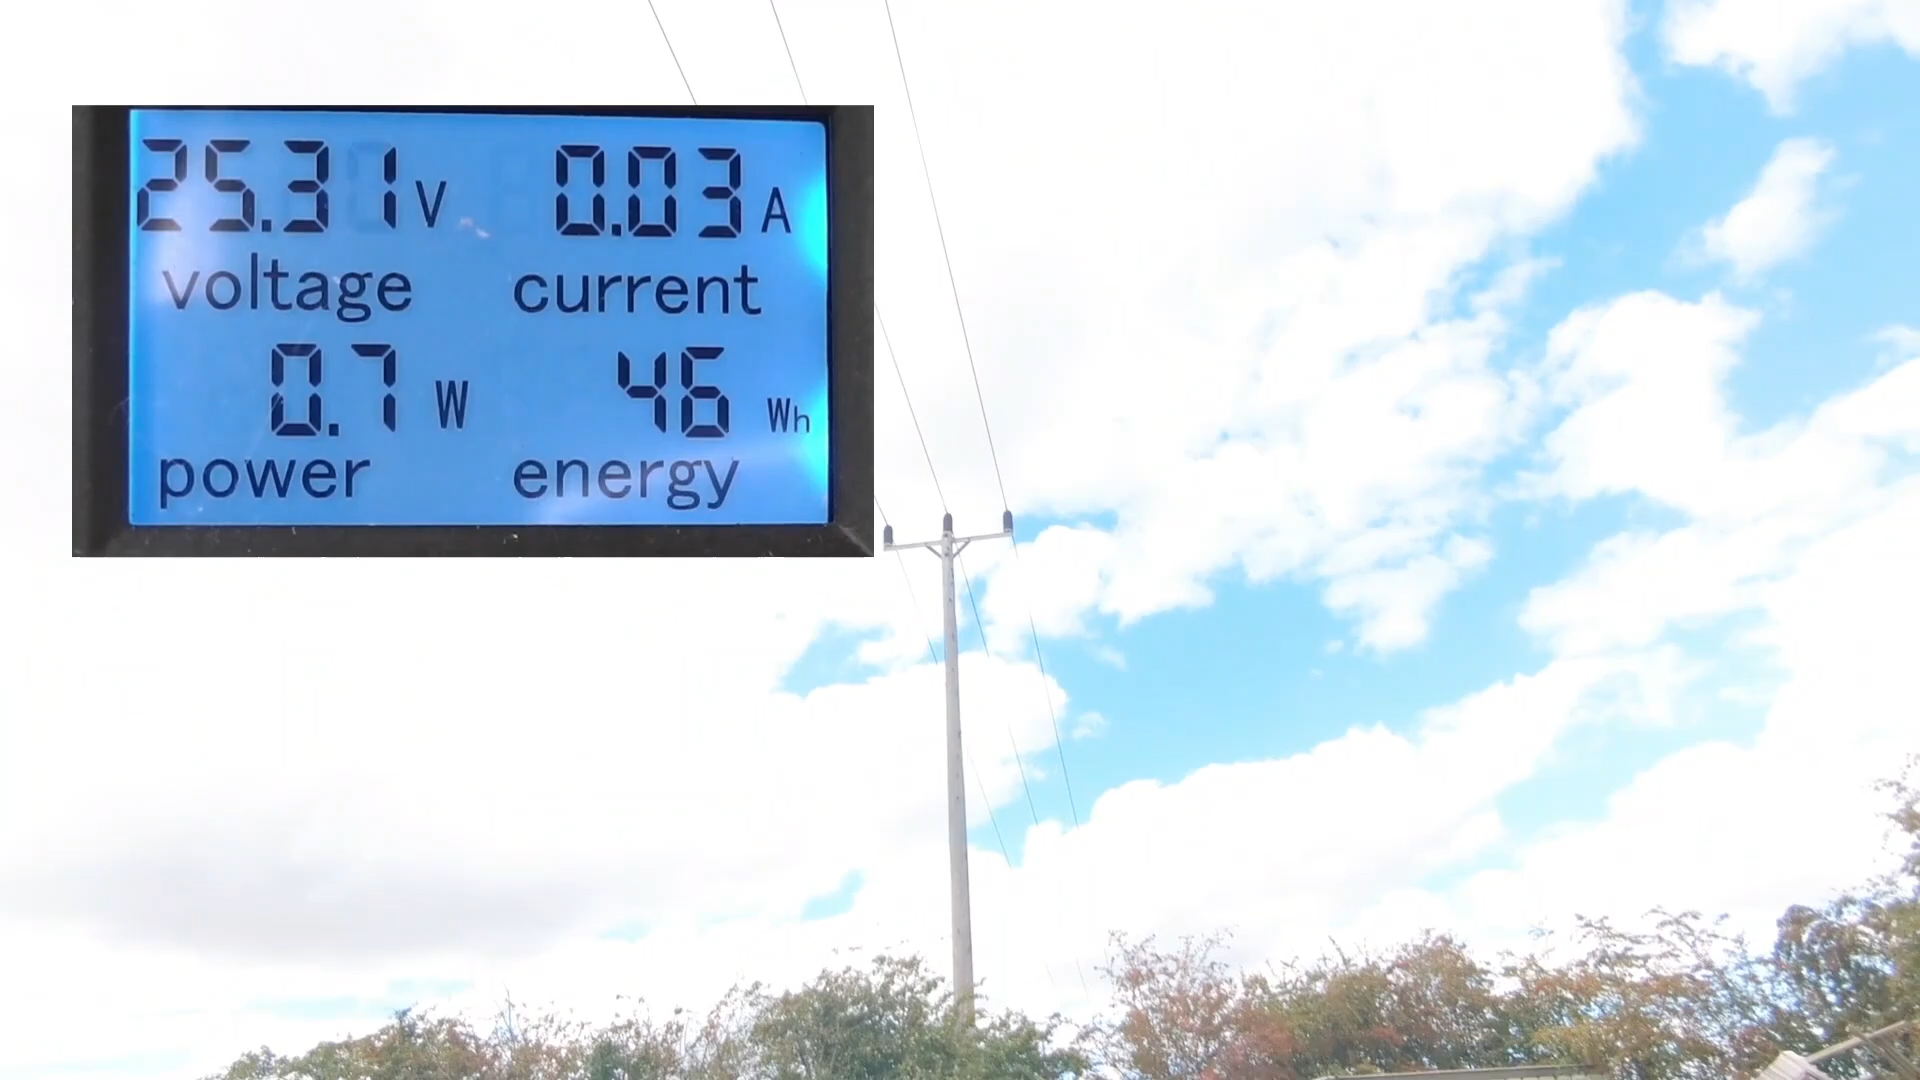 25.31 V 0.03 A
voltage current
0.7 W 46 Wh
power energy